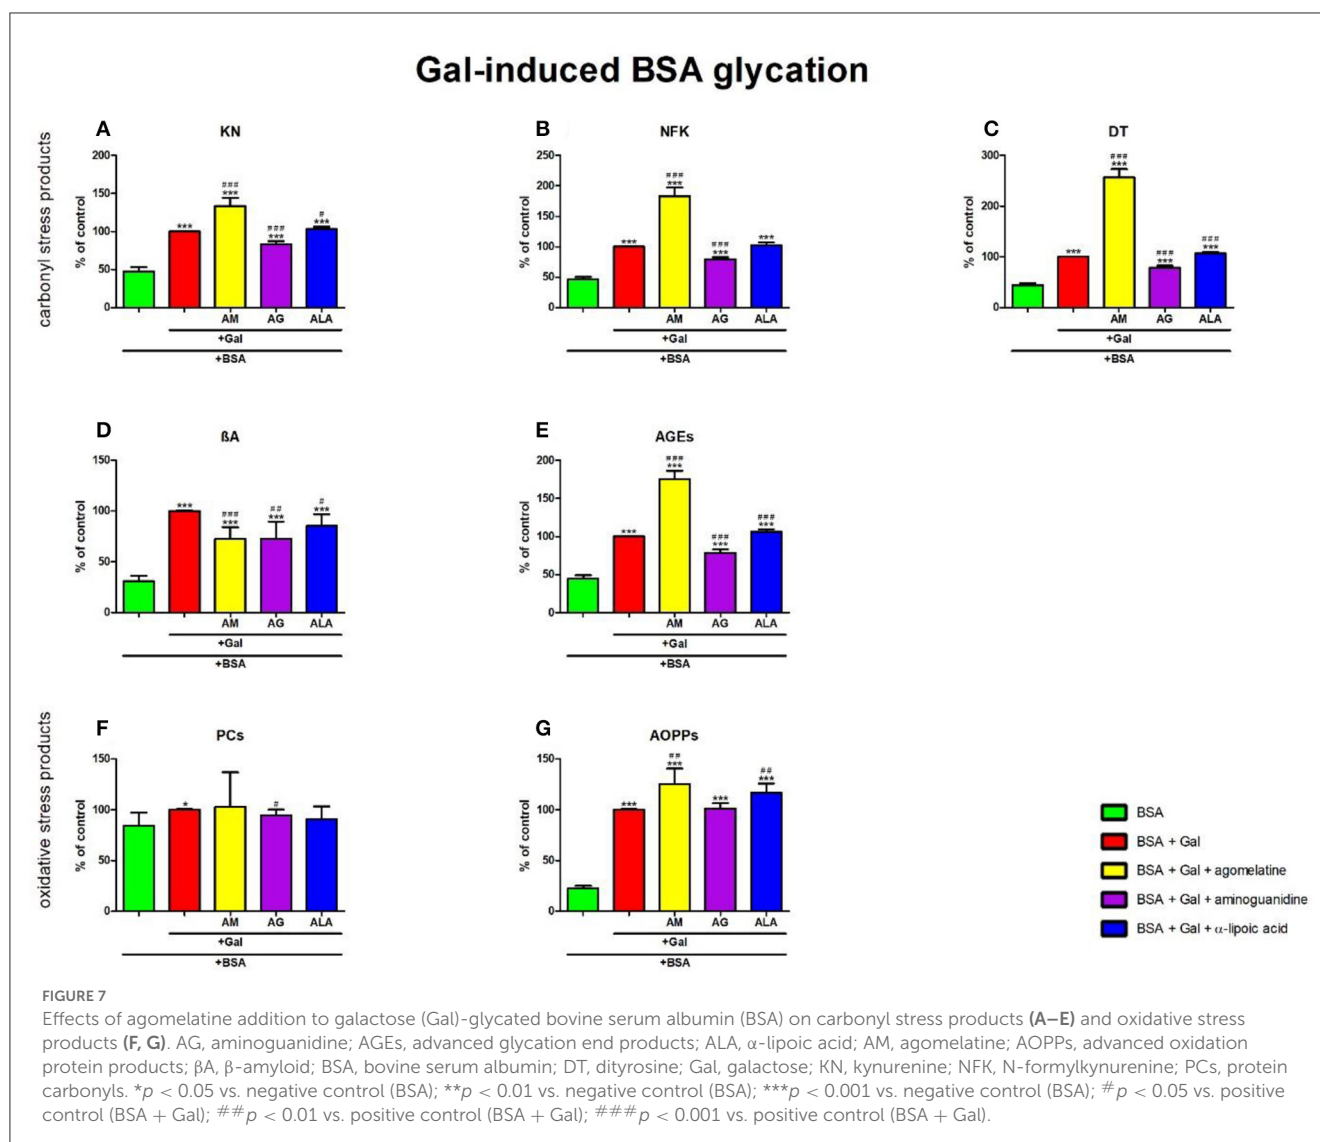 Gal-induced BSA glycation
carbonyl stress products
A
KN
% of control
200
150
100
50
0
***
###
***
###
***
#
***
AM AG ALA
+Gal
+BSA
B
NFK
% of control
250
200
150
100
50
0
***
###
***
###
***
***
AM AG ALA
+Gal
+BSA
C
DT
% of control
300
200
100
0
***
###
***
###
***
###
***
AM AG ALA
+Gal
+BSA
D
ßA
% of control
150
100
50
0
***
###
***
##
***
#
***
AM AG ALA
+Gal
+BSA
E
AGEs
% of control
200
150
100
50
0
***
###
***
###
***
###
***
AM AG ALA
+Gal
+BSA
oxidative stress products
F
PCs
% of control
150
100
50
0
*
#
AM AG ALA
+Gal
+BSA
G
AOPPs
% of control
150
100
50
0
***
##
***
***
##
***
AM AG ALA
+Gal
+BSA
BSA
BSA + Gal
BSA + Gal + agomelatine
BSA + Gal + aminoguanidine
BSA + Gal + α-lipoic acid
FIGURE 7
Effects of agomelatine addition to galactose (Gal)-glycated bovine serum albumin (BSA) on carbonyl stress products (A–E) and oxidative stress
products (F, G). AG, aminoguanidine; AGEs, advanced glycation end products; ALA, α-lipoic acid; AM, agomelatine; AOPPs, advanced oxidation
protein products; βA, β-amyloid; BSA, bovine serum albumin; DT, dityrosine; Gal, galactose; KN, kynurenine; NFK, N-formylkynurenine; PCs, protein
carbonyls. *p < 0.05 vs. negative control (BSA); **p < 0.01 vs. negative control (BSA); ***p < 0.001 vs. negative control (BSA); #p < 0.05 vs. positive
control (BSA + Gal); ##p < 0.01 vs. positive control (BSA + Gal); ###p < 0.001 vs. positive control (BSA + Gal).